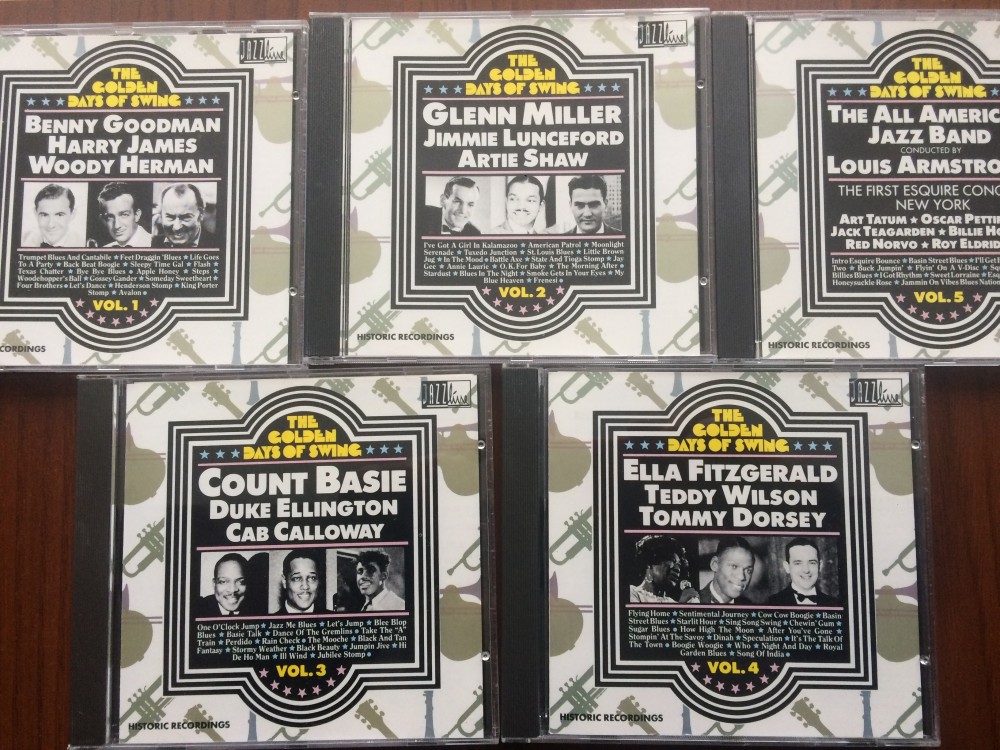 JAZZ line
THE
GOLDEN
DAYS OF SWING
BENNY GOODMAN
HARRY JAMES
WOODY HERMAN
Trumpet Blues And Cantabile ★ Feet Draggin' Blues ★ Life Goes
To A Party ★ Back Beat Boogie ★ Sleepy Time Gal ★ Flash ★
Texas Chatter ★ Bye Bye Blues ★ Apple Honey ★ Steps ★
Woodchopper's Ball ★ Goosey Gander ★ Someday Sweetheart ★
Four Brothers ★ Let's Dance ★ Henderson Stomp ★ King Porter
Stomp ★ Avalon
VOL. 1
CORDINGS
JAZZ line
THE
GOLDEN
DAYS OF SWING
GLENN MILLER
JIMMIE LUNCEFORD
ARTIE SHAW
I've Got A Girl In Kalamazoo ★ American Patrol ★ Moonlight
Serenade ★ Tuxedo Junction ★ St. Louis Blues ★ Little Brown
Jug ★ In The Mood ★ Battle Axe ★ State And Tioga Stomp ★ Jay
Gee ★ Annie Laurie ★ O.K. For Baby ★ The Morning After ★
Stardust ★ Blues In The Night ★ Smoke Gets In Your Eyes ★ My
Blue Heaven ★ Frenesi
VOL. 2
HISTORIC RECORDINGS
THE
GOLDEN
DAYS OF SWING
THE ALL AMERIC
JAZZ BAND
CONDUCTED BY
LOUIS ARMSTRO
THE FIRST ESQUIRE CONC
NEW YORK
ART TATUM ★ OSCAR PETTIF
JACK TEAGARDEN ★ BILLIE HO
RED NORVO ★ ROY ELDRID
Intro Esquire Bounce ★ Basin Street Blues ★ I'll Get B
Two ★ Buck Jumpin' ★ Flyin' On A V-Disc ★ Sq
Billies Blues ★ I Got Rhythm ★ Sweet Lorraine ★ Esq
Honeysuckle Rose ★ Jammin On Vibes Blues Nation
VOL. 5
HISTORIC RECORDINGS
JAZZ line
THE
GOLDEN
DAYS OF SWING
COUNT BASIE
DUKE ELLINGTON
CAB CALLOWAY
One O'Clock Jump ★ Jazz Me Blues ★ Let's Jump ★ Blee Blop
Blues ★ Basie Talk ★ Dance Of The Gremlins ★ Take The "A"
Train ★ Perdido ★ Rain Check ★ The Mooche ★ Black And Tan
Fantasy ★ Stormy Weather ★ Black Beauty ★ Jumpin Jive ★ Hi
De Ho Man ★ Ill Wind ★ Jubilee Stomp
VOL. 3
HISTORIC RECORDINGS
JAZZ line
THE
GOLDEN
DAYS OF SWING
ELLA FITZGERALD
TEDDY WILSON
TOMMY DORSEY
Flying Home ★ Sentimental Journey ★ Cow Cow Boogie ★ Basin
Street Blues ★ Starlit Hour ★ Sing Song Swing ★ Chewin' Gum ★
Sugar Blues ★ How High The Moon ★ After You've Gone ★
Stompin' At The Savoy ★ Dinah ★ Speculation ★ It's The Talk Of
The Town ★ Boogie Woogie ★ Who ★ Night And Day ★ Royal
Garden Blues ★ Song Of India
VOL. 4
HISTORIC RECORDINGS